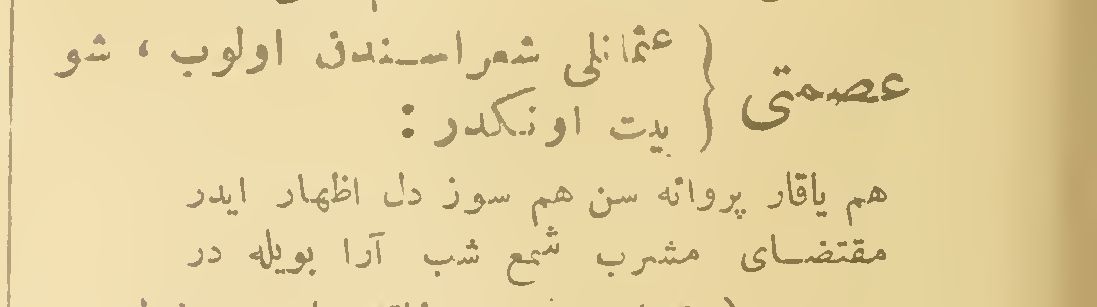 عصمتی } عثمانلی شعراسندن اولوب ، شو
بیت اونکدر :
هم یاقار پروانه سن هم سوز دل اظهار ایدر
مقتضای مشرب شمع شب آرا بویله در